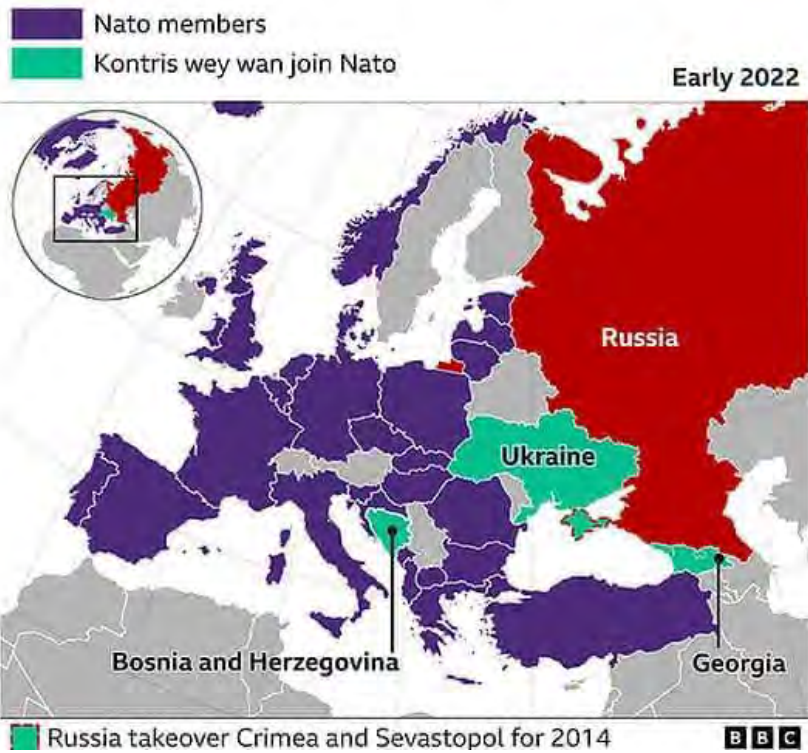 Nato members
Kontris wey wan join Nato
Early 2022
Russia
Ukraine
Bosnia and Herzegovina
Georgia
Russia takeover Crimea and Sevastopol for 2014
BBC